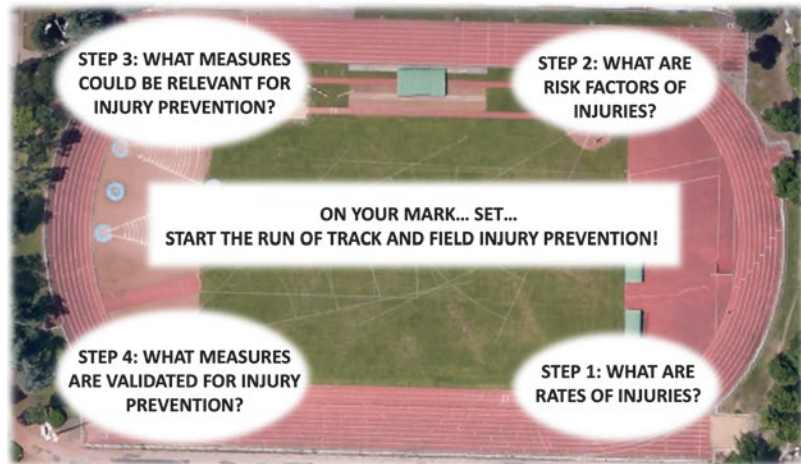 STEP 3: WHAT MEASURES
COULD BE RELEVANT FOR
INJURY PREVENTION?
STEP 2: WHAT ARE
RISK FACTORS OF
INJURIES?
ON YOUR MARK... SET...
START THE RUN OF TRACK AND FIELD INJURY PREVENTION!
STEP 4: WHAT MEASURES
ARE VALIDATED FOR INJURY
PREVENTION?
STEP 1: WHAT ARE
RATES OF INJURIES?